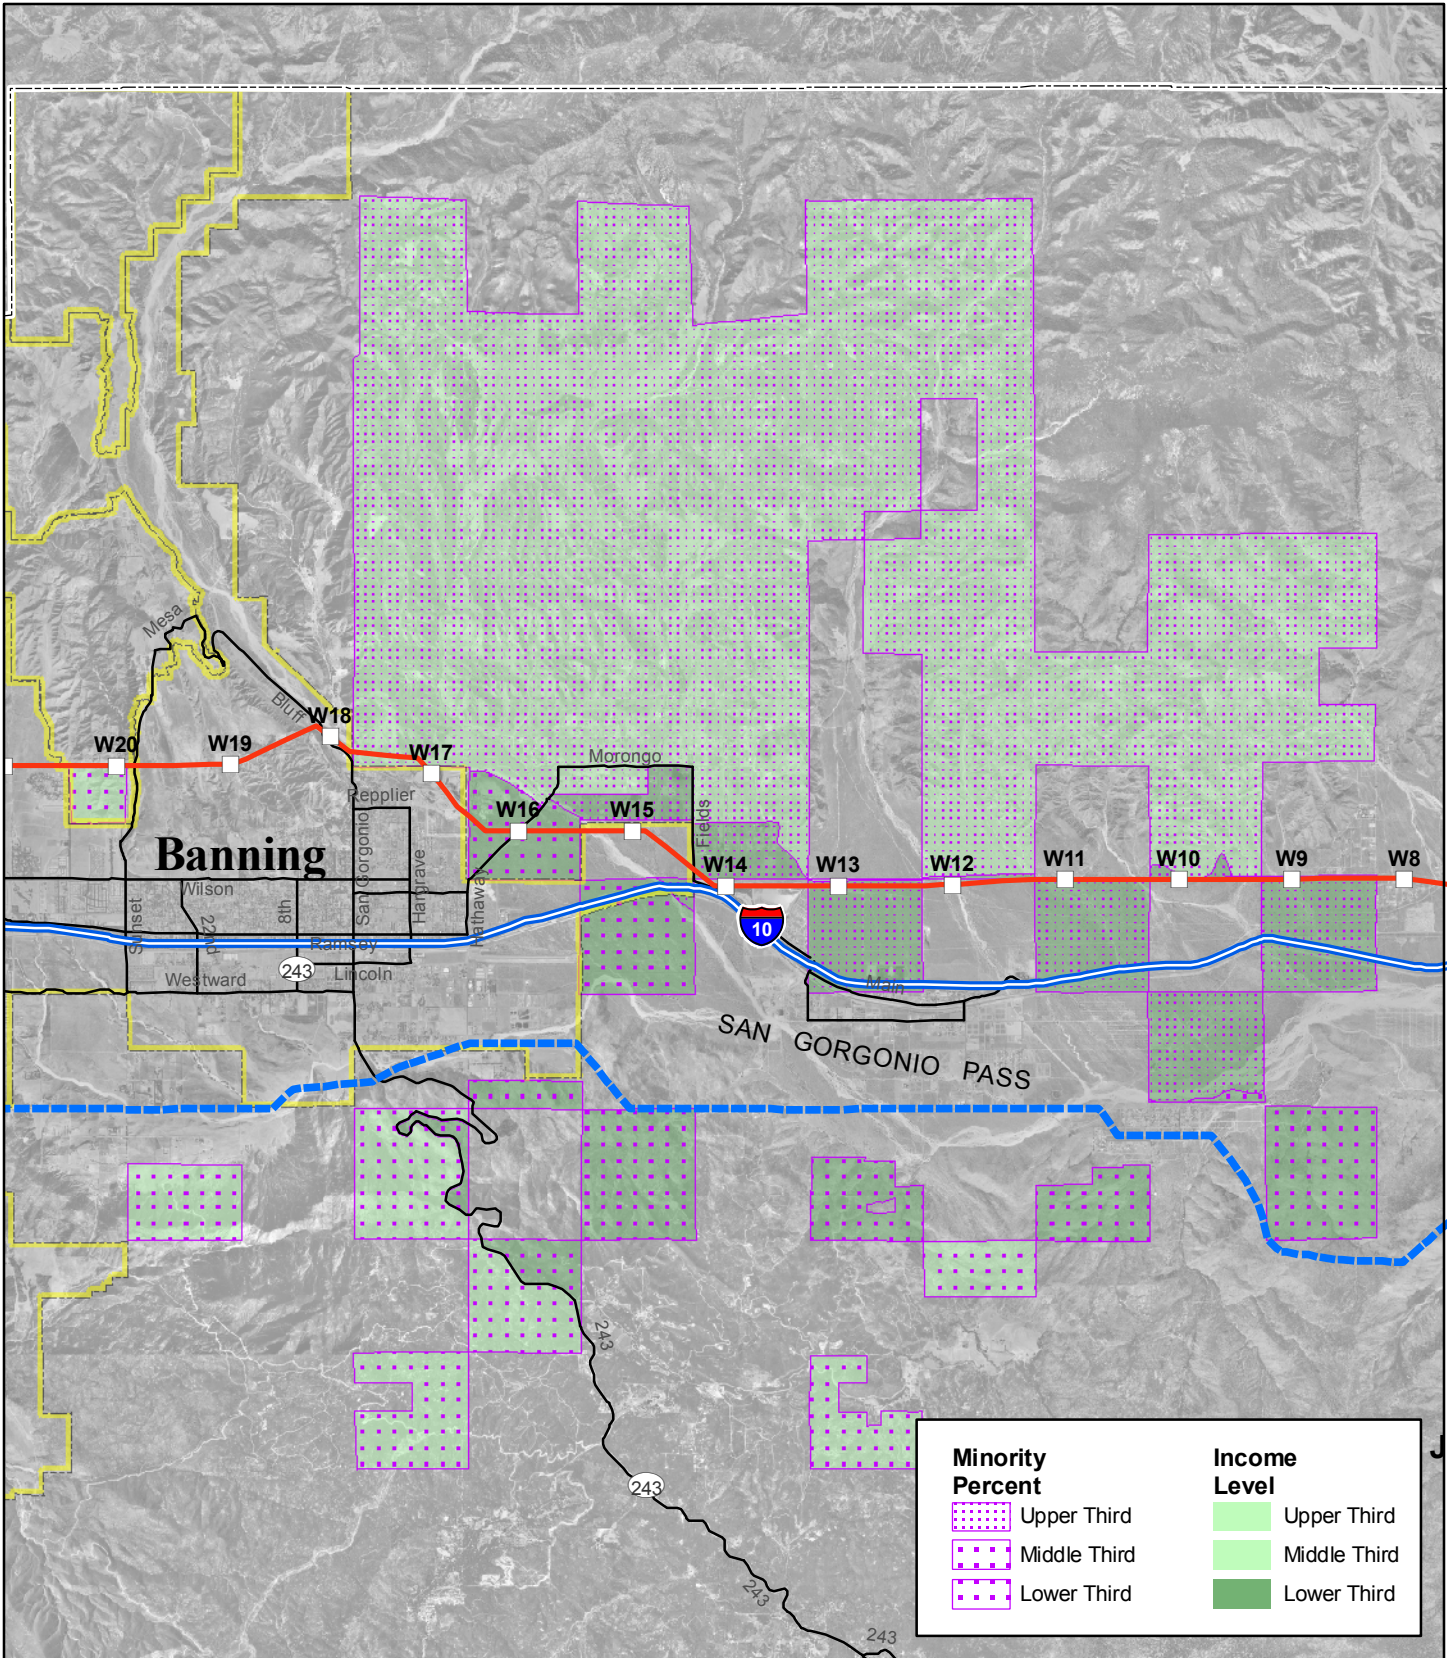 Mesa
Bluff
W18
W20
W19
W17
Morongo
Repplier
W16
W15
Fields
Banning
San Gorgonio
Hargrave
Hathaway
W14
W13
W12
W11
W10
W9
W8
Wilson
Sunset
22nd
8th
10
Ramsey
243
Lincoln
Westward
Main
SAN GORGONIO PASS
243
243
243
243
J
Minority
Percent
Upper Third
Middle Third
Lower Third
Income
Level
Upper Third
Middle Third
Lower Third